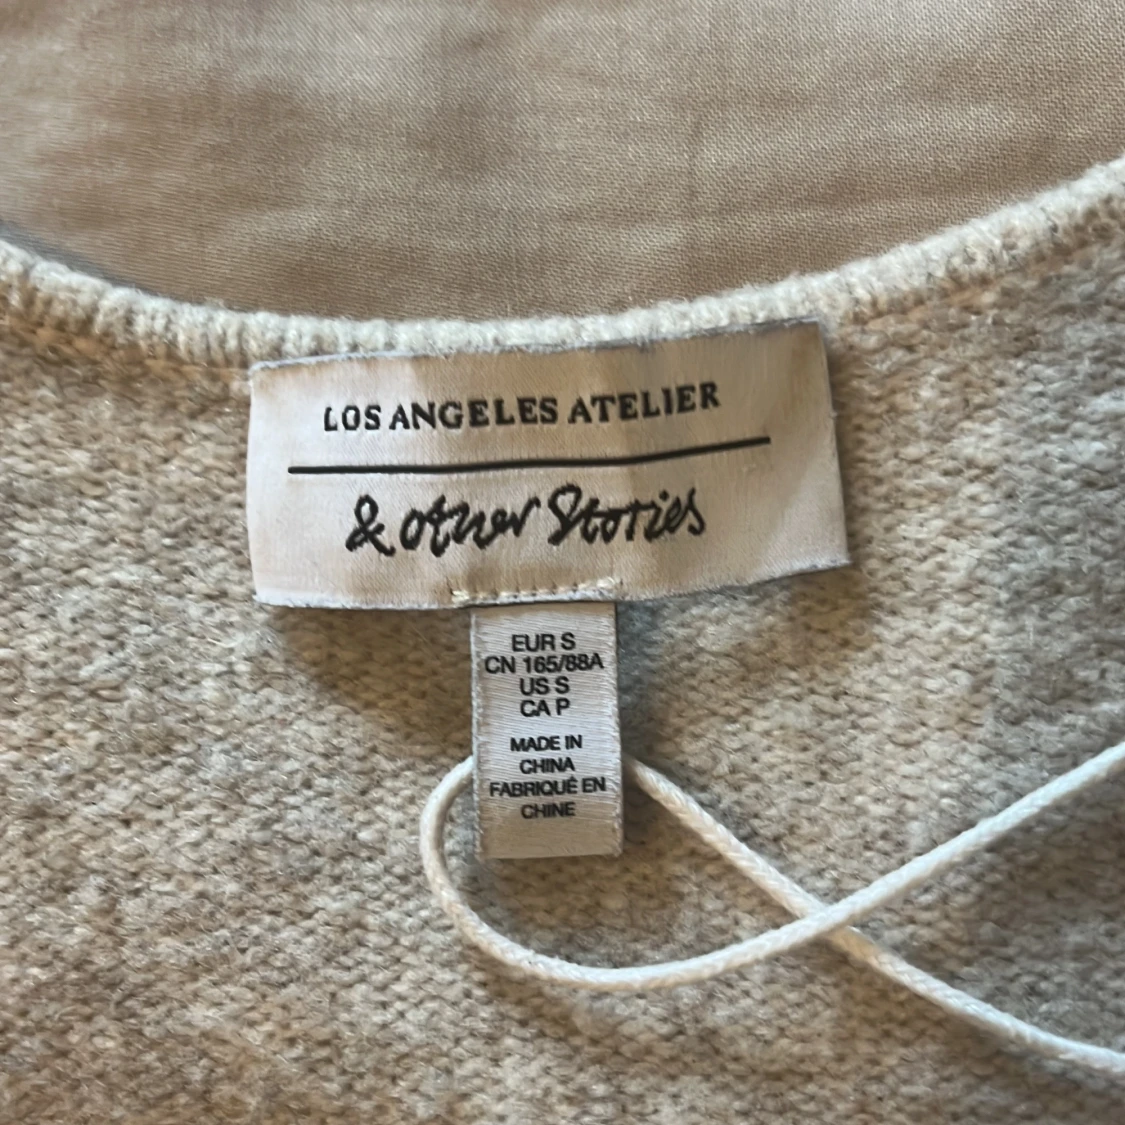 LOS ANGELES ATELIER
& other Stories
EUR S
CN 165/88A
US S
CA P
MADE IN
CHINA
FABRIQUÉ EN
CHINE